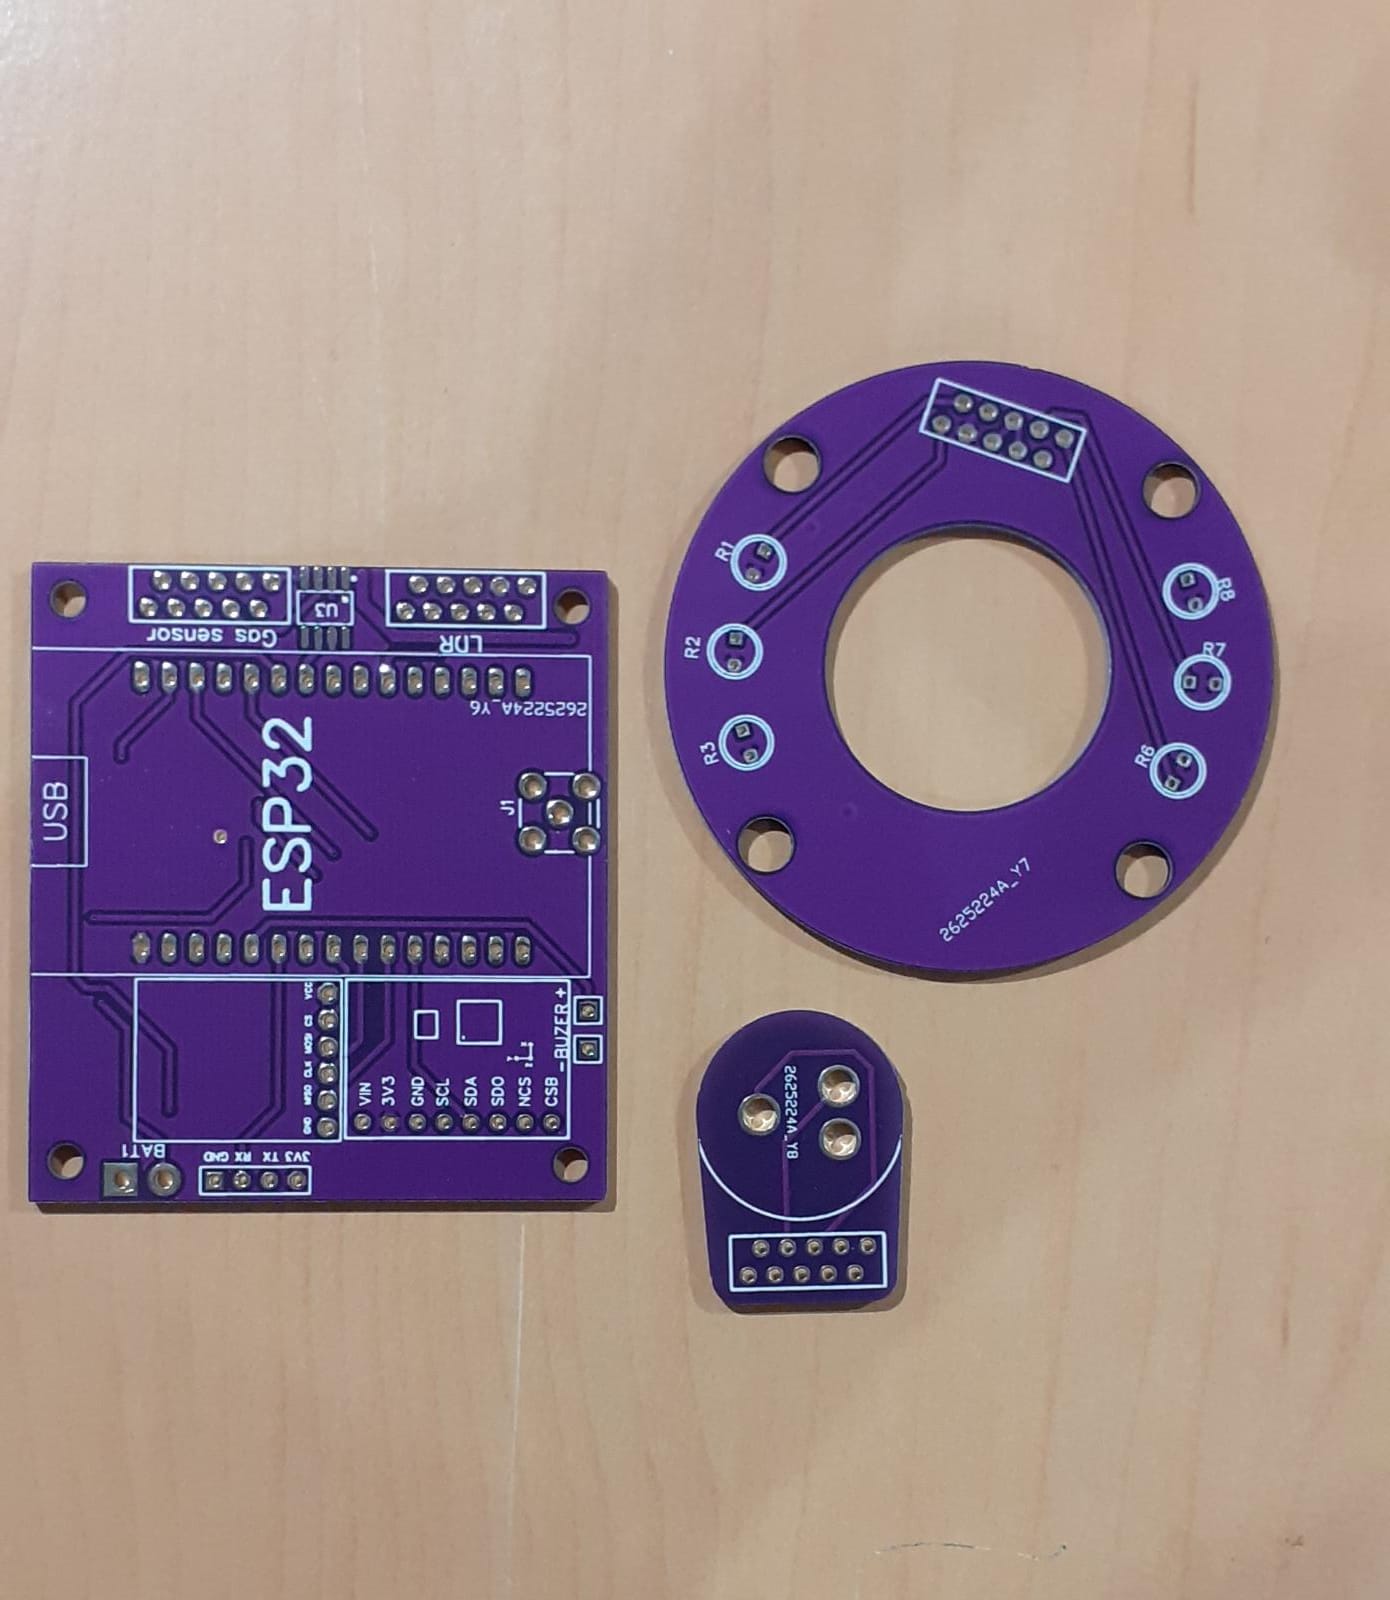 Gas sensor
U3
LDR
2625224A_Y6
ESP32
USB
J1
VCC
CS
MOSI
CLK
MISO
GND
VIN
3V3
GND
SCL
SDA
SDO
NCS
CSB
-BUZER+
Z Y X
BAT1
GND
RX
TX
3V3
R1
R2
R3
R8
R7
R6
2625224A_Y7
2625224A_Y8